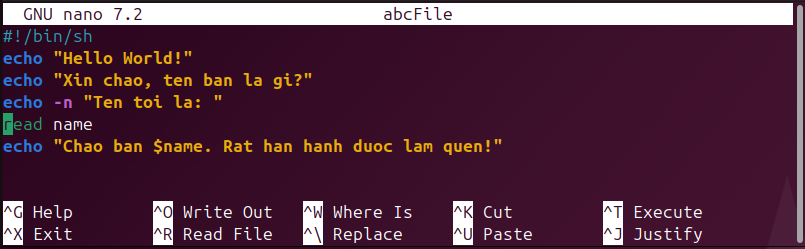 GNU nano 7.2 abcFile
#!/bin/sh
echo "Hello World!"
echo "Xin chao, ten ban la gi?"
echo -n "Ten toi la: "
read name
echo "Chao ban $name. Rat han hanh duoc lam quen!"
^G Help ^O Write Out ^W Where Is ^K Cut ^T Execute
^X Exit ^R Read File ^\ Replace ^U Paste ^J Justify